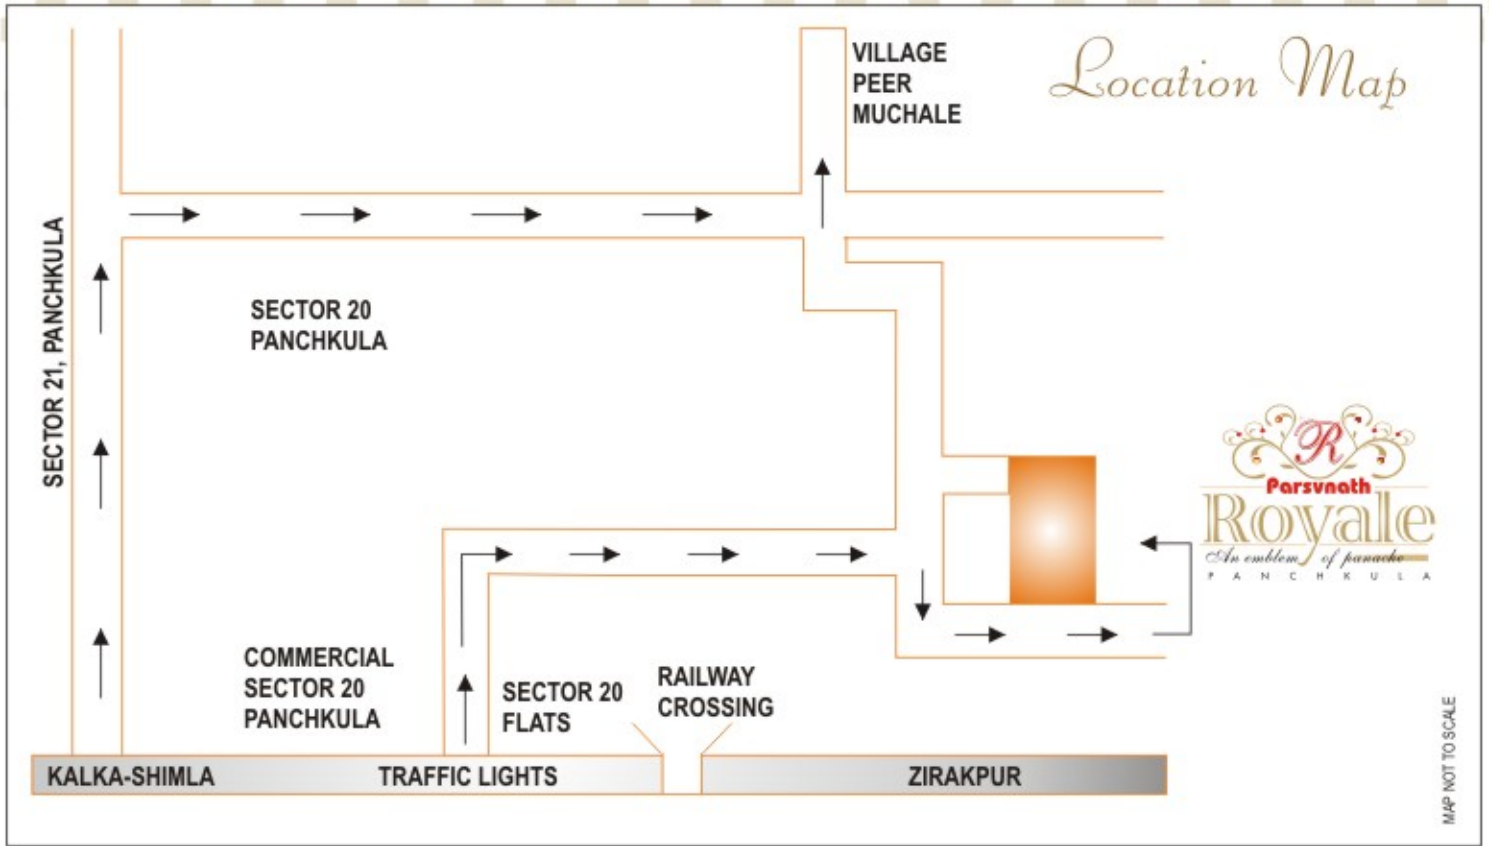 Location Map
VILLAGE
PEER
MUCHALE
SECTOR 21, PANCHKULA
SECTOR 20
PANCHKULA
R
Parsvnath
Royale
An emblem of panache
PANCHKULA
COMMERCIAL
SECTOR 20
PANCHKULA
SECTOR 20
FLATS
RAILWAY
CROSSING
KALKA-SHIMLA
TRAFFIC LIGHTS
ZIRAKPUR
MAP NOT TO SCALE